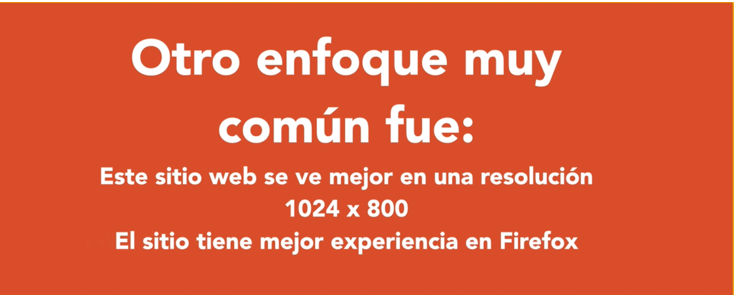 Otro enfoque muy
común fue:
Este sitio web se ve mejor en una resolución
1024 x 800
El sitio tiene mejor experiencia en Firefox